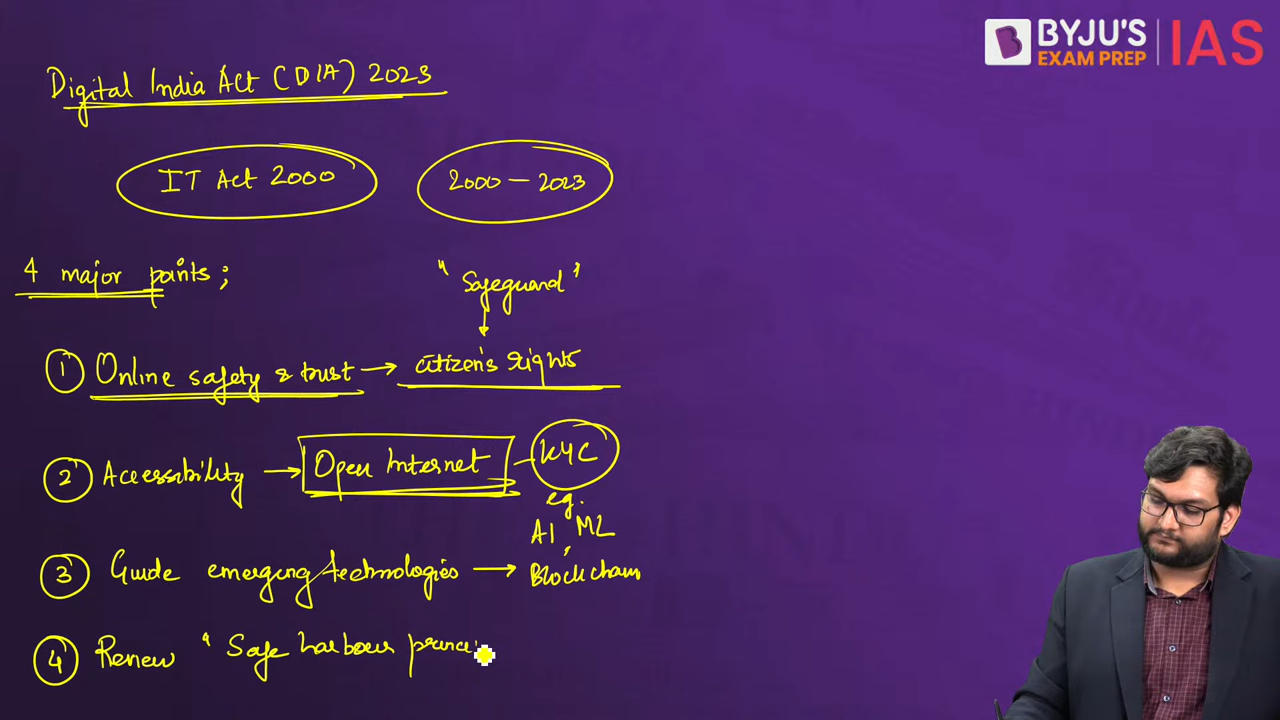 BYJU'S
EXAM PREP
IAS
Digital India Act (DIA) 2023
IT Act 2000
2000 – 2023
4 major points;
"Safeguard"
① Online safety & trust → citizen's rights
② Accessibility → Open Internet – KYC
eg.
AI, ML
③ Guide emerging technologies → Blockchain
④ Review "Safe harbour princi